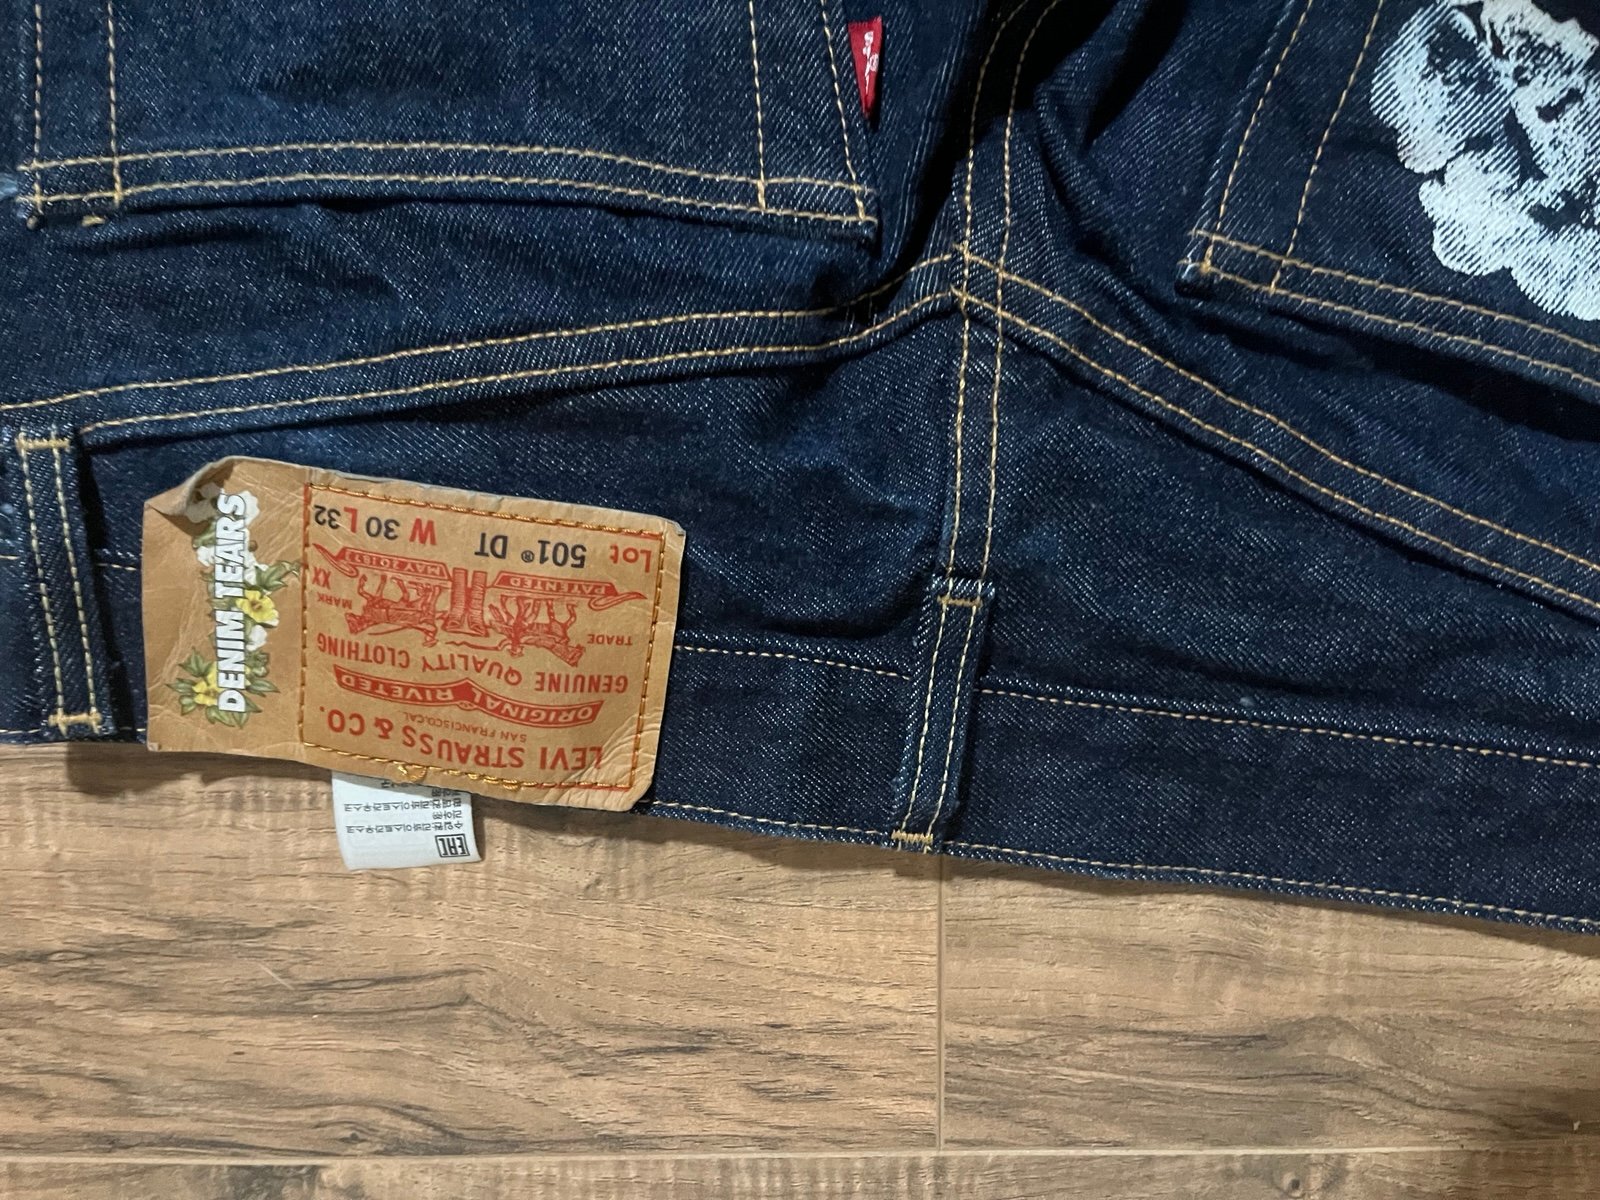 LEVI STRAUSS & CO.
SAN FRANCISCO, CAL.
ORIGINAL RIVETED
GENUINE QUALITY CLOTHING
TRADE MARK
PATENTED MAY 20 1873
XX
Lot 501® DT W 30 L 32
DENIM TEARS
EAC